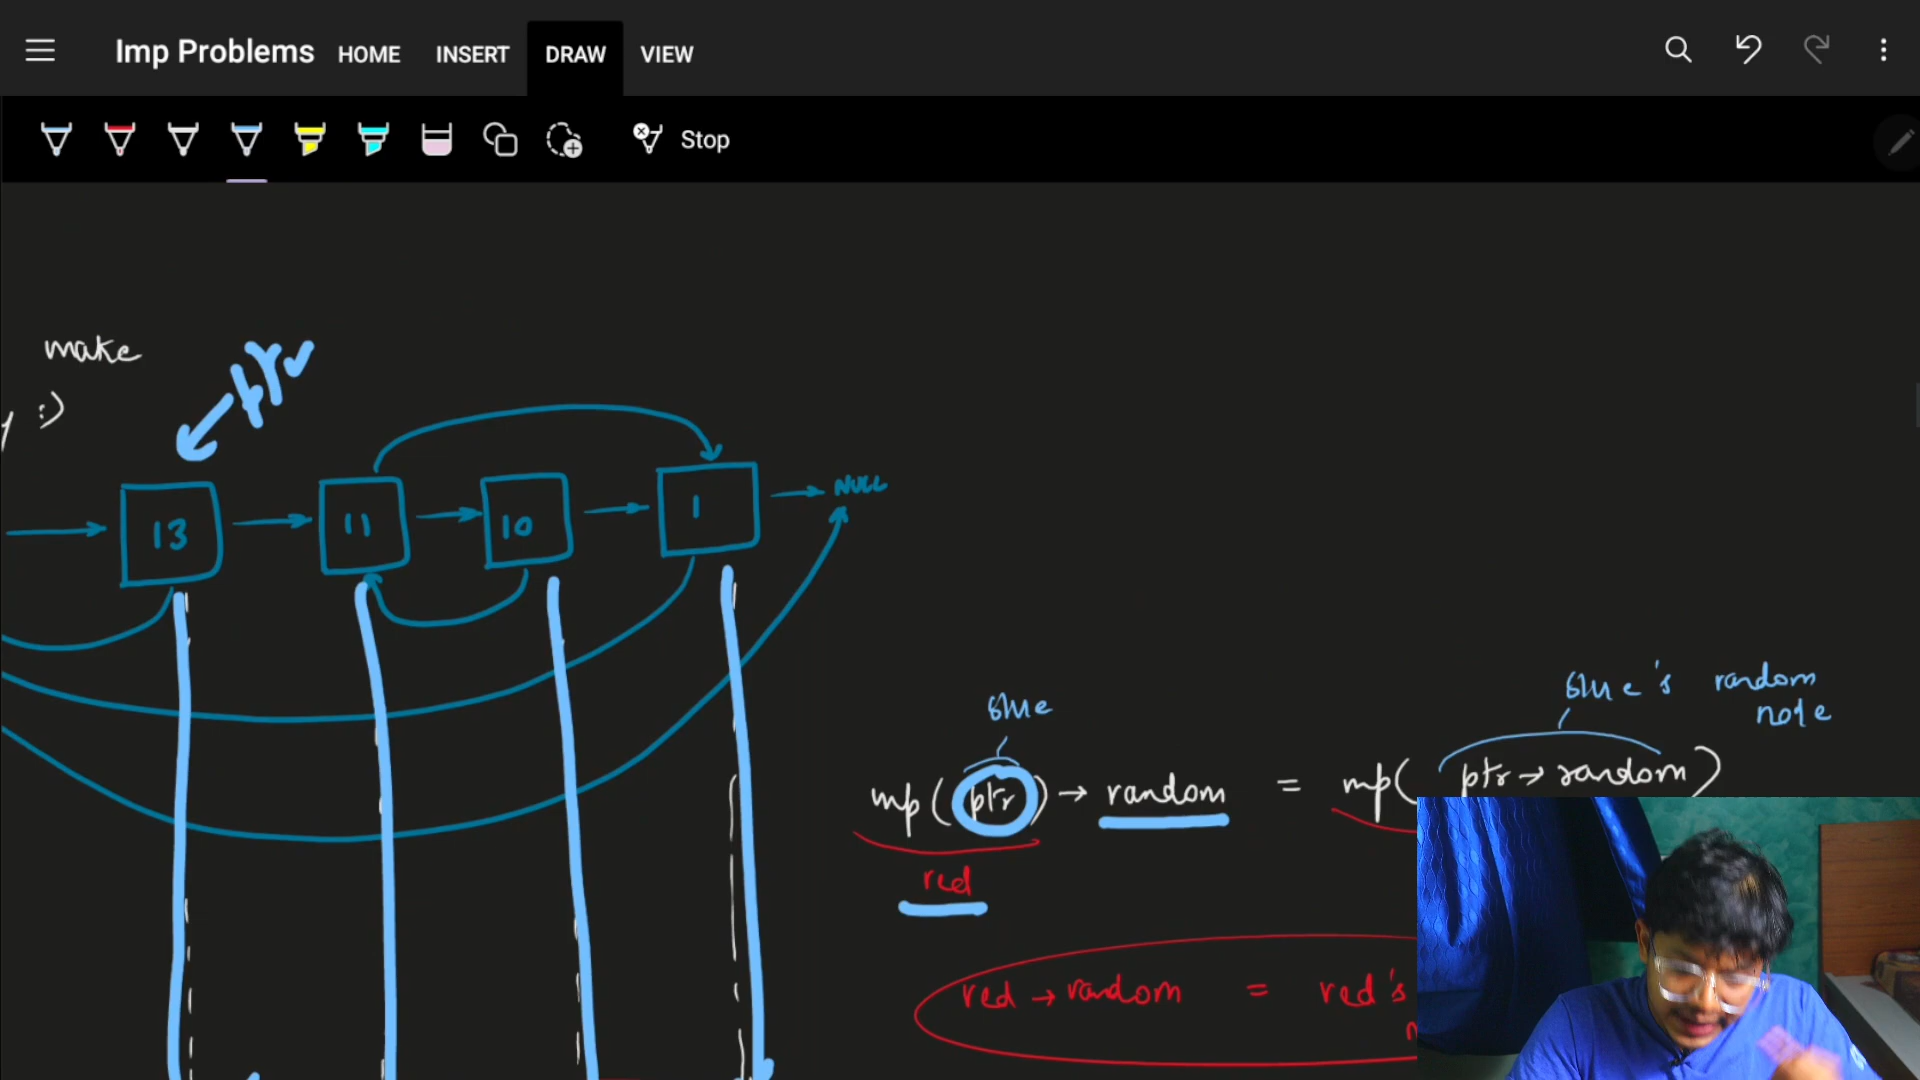 Imp Problems HOME INSERT DRAW VIEW
Stop
make
:)
ptr
13 11 10 1 NULL
blue's random
node
blue
mp(ptr) → random = mp(ptr → random)
red
red → random = red's